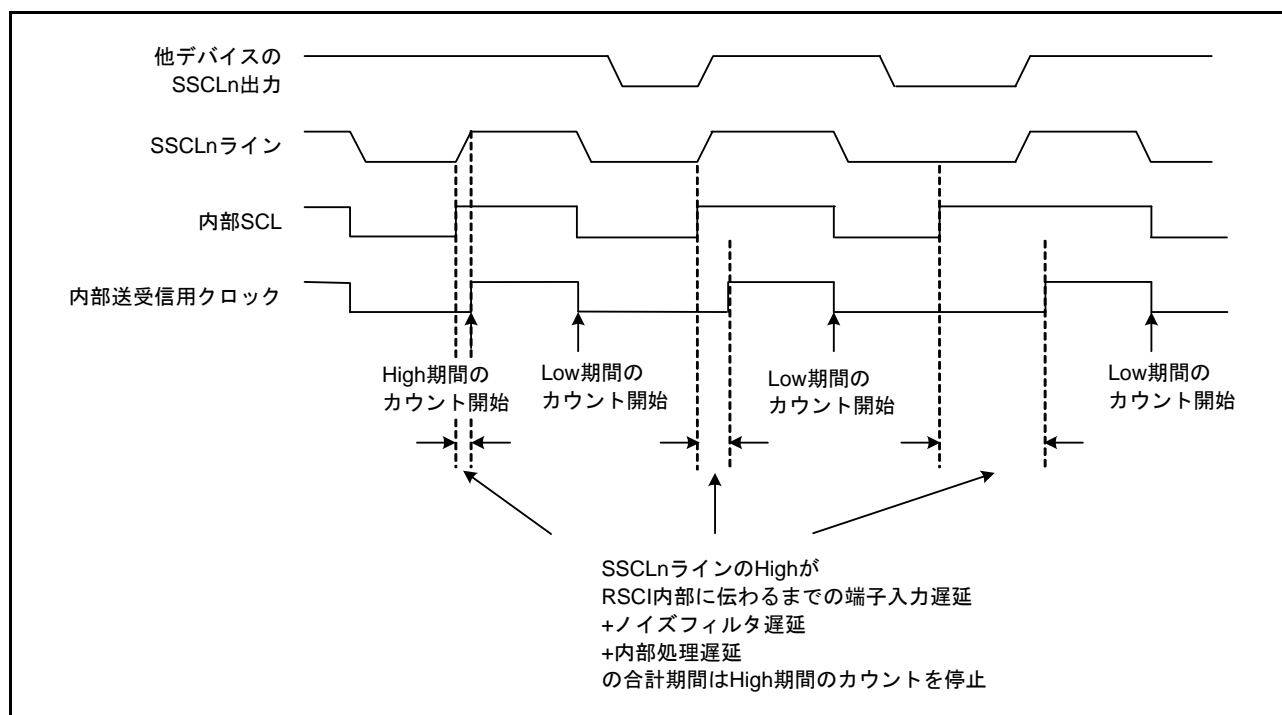 他デバイスの
SSCLn出力
SSCLnライン
内部SCL
内部送受信用クロック
High期間の
カウント開始
Low期間の
カウント開始
Low期間の
カウント開始
Low期間の
カウント開始
SSCLnラインのHighが
RSCI内部に伝わるまでの端子入力遅延
+ノイズフィルタ遅延
+内部処理遅延
の合計期間はHigh期間のカウントを停止